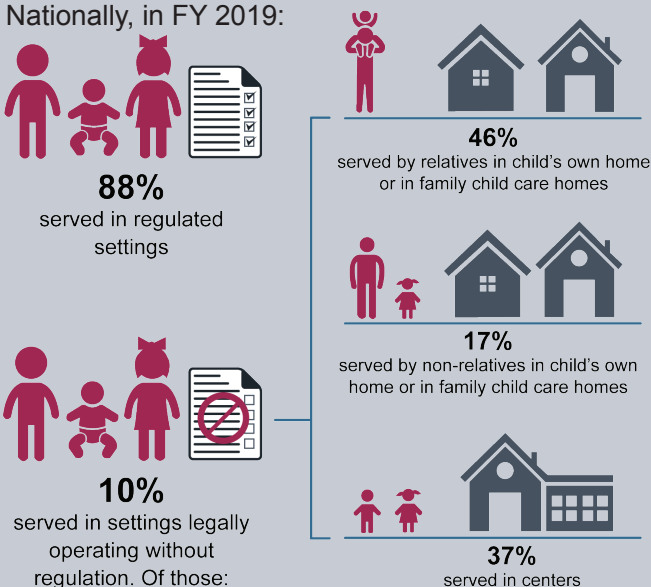 Nationally, in FY 2019:
88%
served in regulated
settings
10%
served in settings legally
operating without
regulation. Of those:
46%
served by relatives in child's own home
or in family child care homes
17%
served by non-relatives in child's own
home or in family child care homes
37%
served in centers